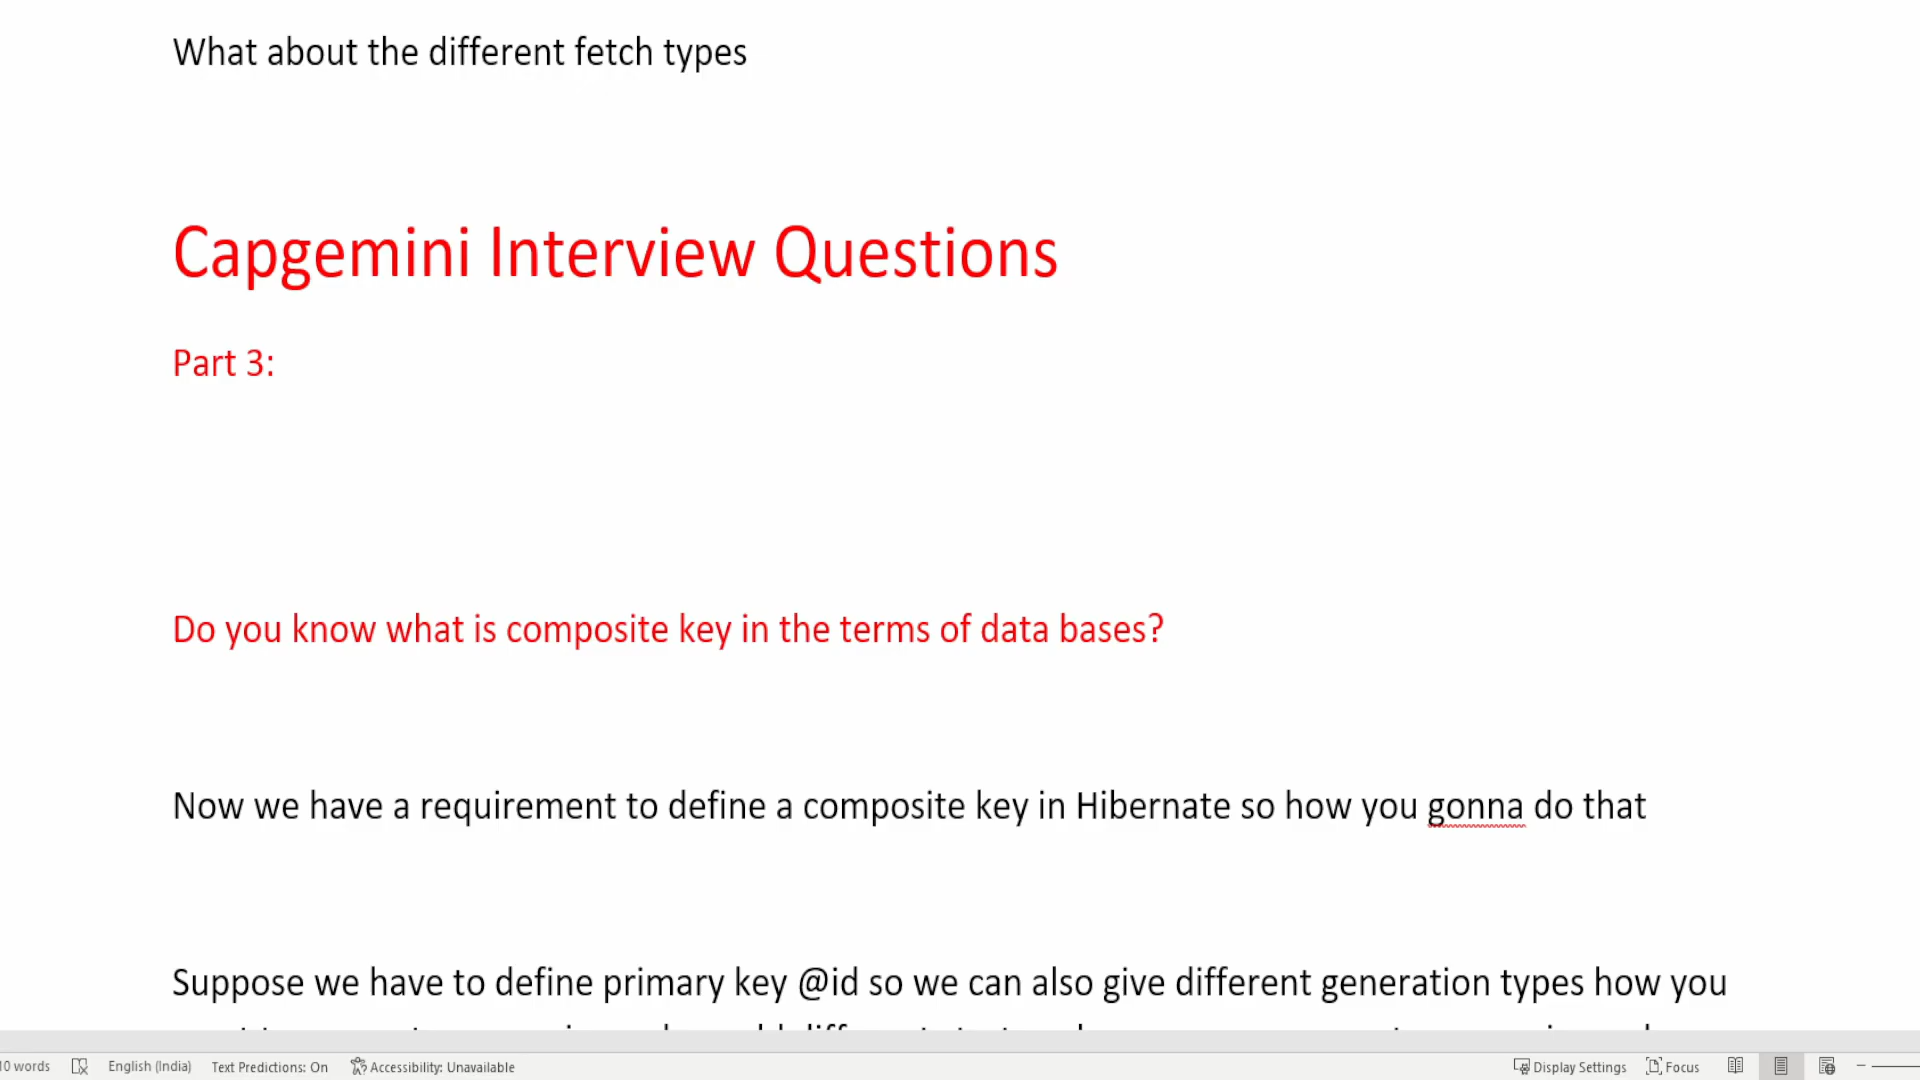 What about the different fetch types
Capgemini Interview Questions
Part 3:
Do you know what is composite key in the terms of data bases?
Now we have a requirement to define a composite key in Hibernate so how you gonna do that
Suppose we have to define primary key @id so we can also give different generation types how you
words English (India) Text Predictions: On Accessibility: Unavailable Display Settings Focus